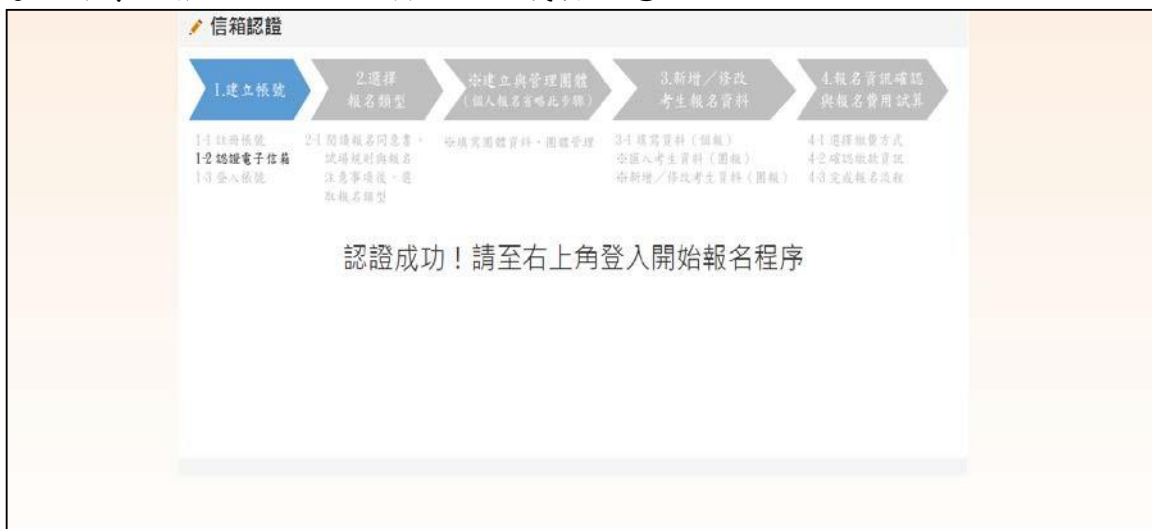 信箱認證
1.建立帳號
2.選擇
報名類型
※建立與管理團體
(個人報名省略此步驟)
3.新增／修改
考生報名資料
4.報名資訊確認
與報名費用試算
1-1 註冊帳號
1-2 認證電子信箱
1-3 登入帳號
2-1 閱讀報名同意書、
試場規則與報名
注意事項後，選
取報名類型
※填寫團體資料、團體管理
3-1 填寫資料（個報）
※匯入考生資料（團報）
※新增／修改考生資料（團報）
4-1 選擇繳費方式
4-2 確認繳款資訊
4-3 完成報名流程
認證成功！請至右上角登入開始報名程序